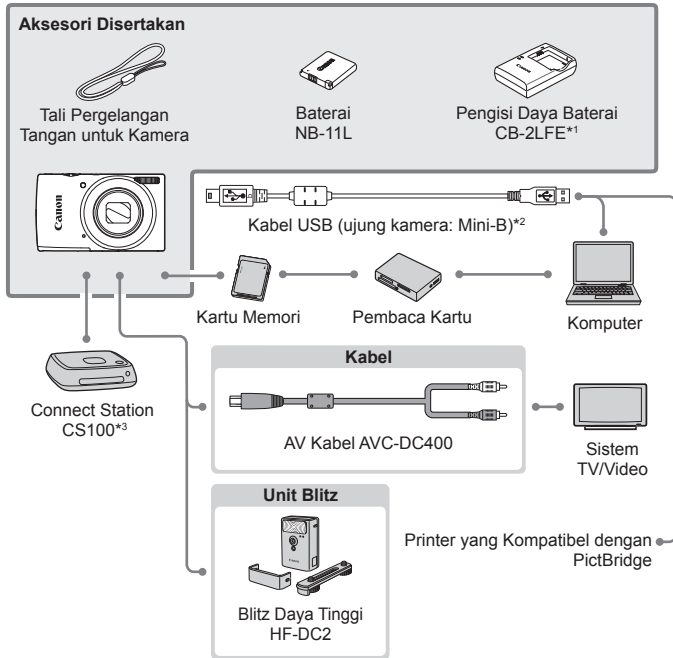 Aksesori Disertakan
Tali Pergelangan
Tangan untuk Kamera
Baterai
NB-11L
Pengisi Daya Baterai
CB-2LFE*1
Canon
Kabel USB (ujung kamera: Mini-B)*2
Kartu Memori
Pembaca Kartu
Komputer
Connect Station
CS100*3
Kabel
AV Kabel AVC-DC400
Sistem
TV/Video
Unit Blitz
Blitz Daya Tinggi
HF-DC2
Printer yang Kompatibel dengan
PictBridge